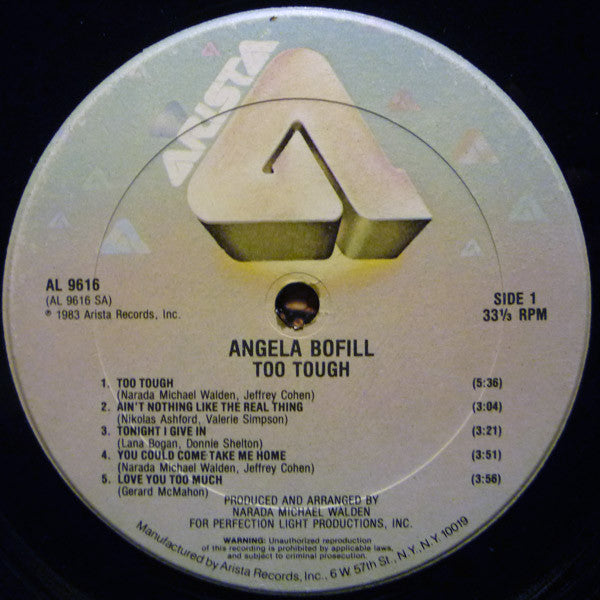 ARISTA
AL 9616
(AL 9616 SA)
℗ 1983 Arista Records, Inc.
SIDE 1
33⅓ RPM
ANGELA BOFILL
TOO TOUGH
1. TOO TOUGH (5:36)
(Narada Michael Walden, Jeffrey Cohen)
2. AIN'T NOTHING LIKE THE REAL THING (3:04)
(Nikolas Ashford, Valerie Simpson)
3. TONIGHT I GIVE IN (3:21)
(Lana Bogan, Donnie Shelton)
4. YOU COULD COME TAKE ME HOME (3:51)
(Narada Michael Walden, Jeffrey Cohen)
5. LOVE YOU TOO MUCH (3:56)
(Gerard McMahon)
PRODUCED AND ARRANGED BY
NARADA MICHAEL WALDEN
FOR PERFECTION LIGHT PRODUCTIONS, INC.
WARNING: Unauthorized reproduction
of this recording is prohibited by applicable laws,
and subject to criminal prosecution.
Manufactured by Arista Records, Inc., 6 W 57th St., N.Y., N.Y. 10019